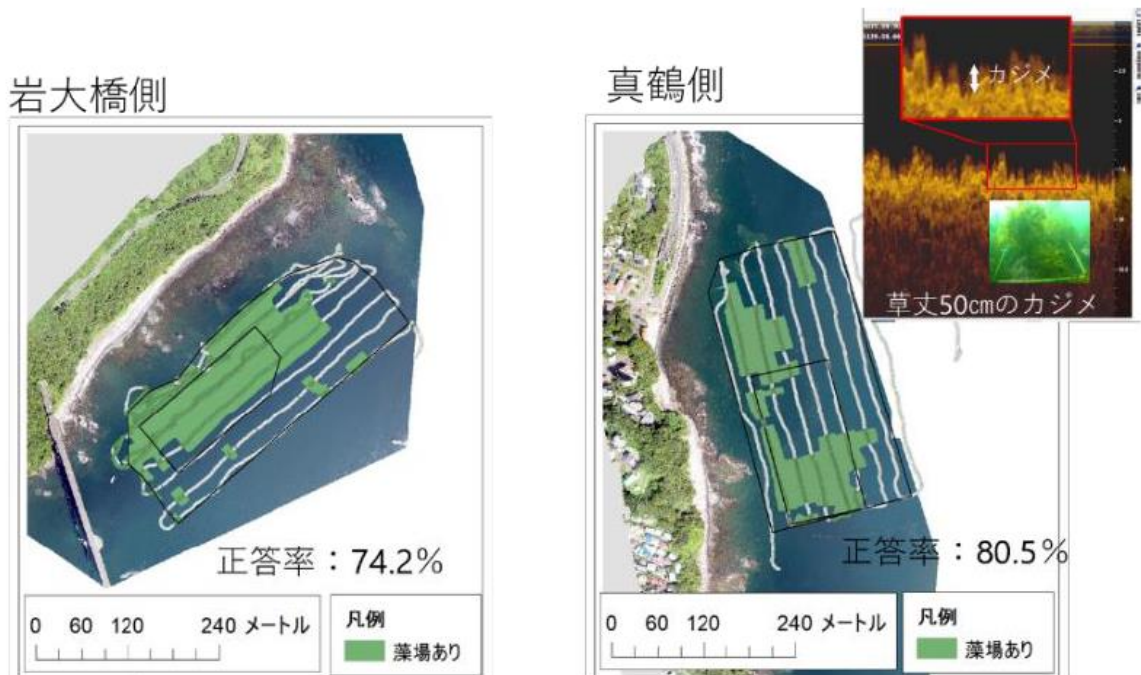 岩大橋側
正答率：74.2%
0 60 120 240 メートル
凡例
藻場あり
真鶴側
カジメ
草丈50㎝のカジメ
正答率：80.5%
0 60 120 240 メートル
凡例
藻場あり